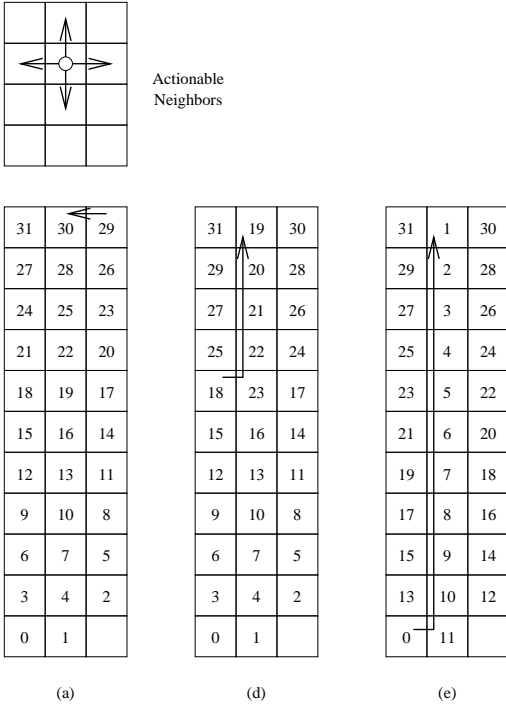 Actionable
Neighbors
31 30 29 31 19 30 31 1 30
27 28 26 29 20 28 29 2 28
24 25 23 27 21 26 27 3 26
21 22 20 25 22 24 25 4 24
18 19 17 18 23 17 23 5 22
15 16 14 15 16 14 21 6 20
12 13 11 12 13 11 19 7 18
9 10 8 9 10 8 17 8 16
6 7 5 6 7 5 15 9 14
3 4 2 3 4 2 13 10 12
0 1 0 1 0 11
(a) (d) (e)